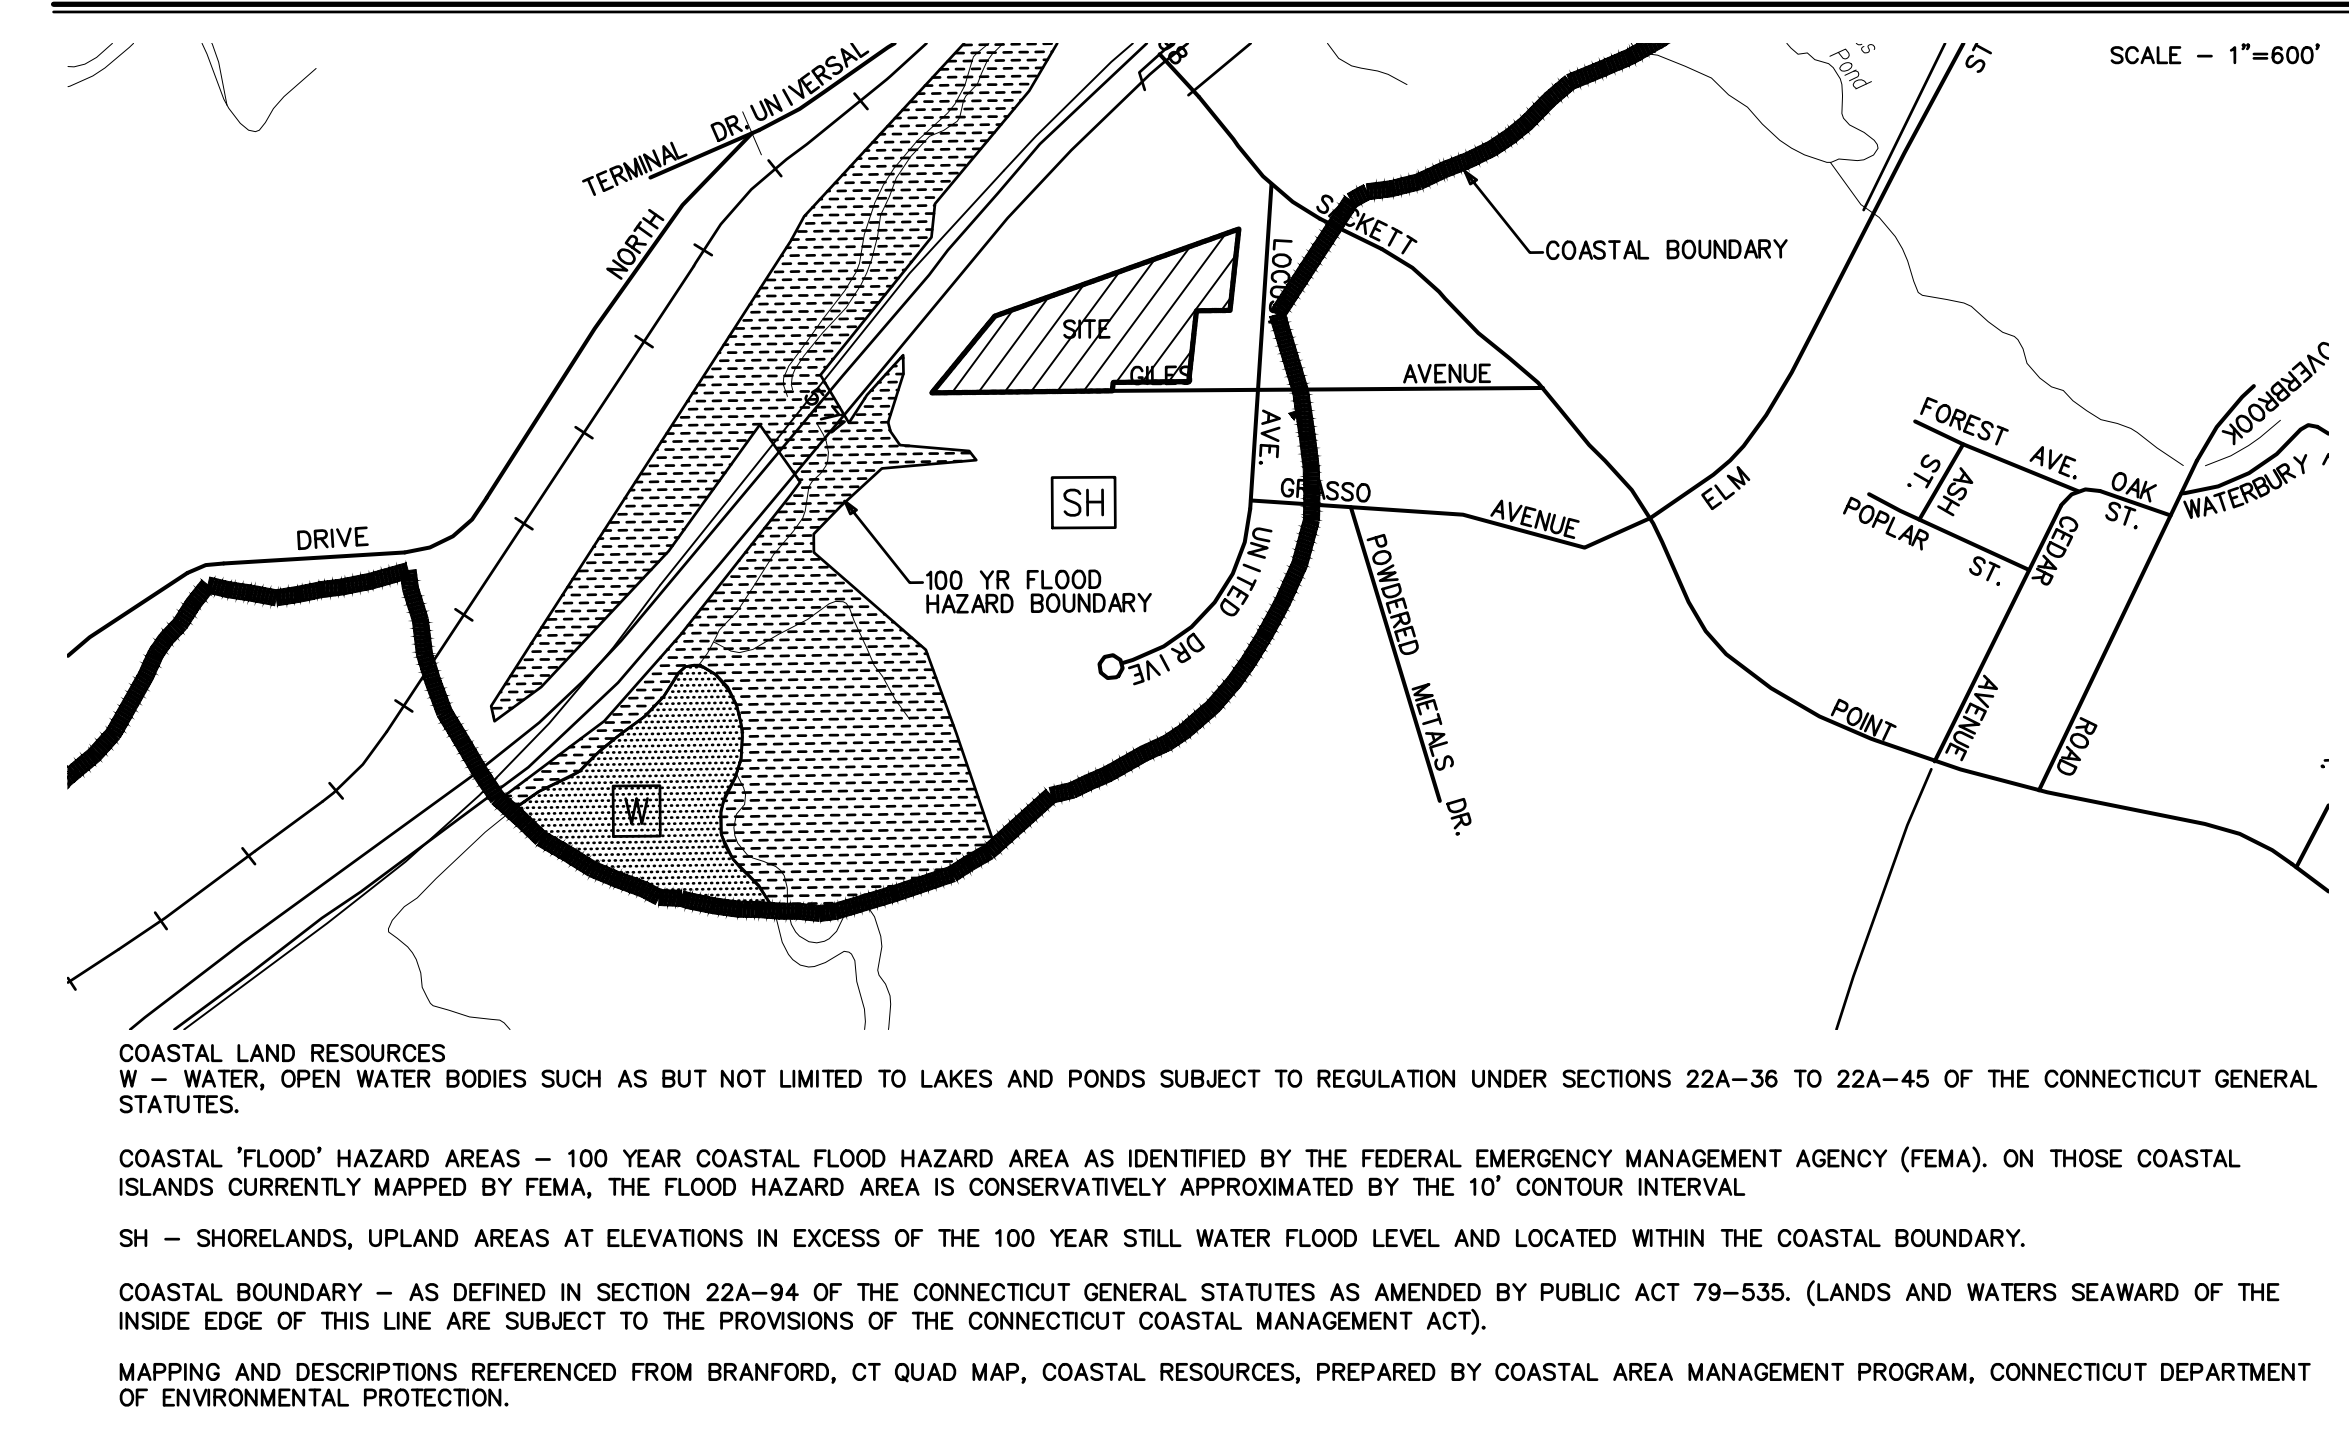 SCALE – 1"=600'
Pond
ST
UNIVERSAL
DR.
TERMINAL
NORTH
SACKETT
LOCUST
COASTAL BOUNDARY
SITE
GILES
AVENUE
91
OVERBROOK
FOREST
AVE.
OAK
ST.
AVE.
ST.
ASH
WATERBURY
SH
GRASSO
AVENUE
ELM
POPLAR
ST.
CEDAR
DRIVE
100 YR FLOOD
HAZARD BOUNDARY
UNITED
DRIVE
POWDERED
METALS
DR.
POINT
AVENUE
ROAD
W
COASTAL LAND RESOURCES
W – WATER, OPEN WATER BODIES SUCH AS BUT NOT LIMITED TO LAKES AND PONDS SUBJECT TO REGULATION UNDER SECTIONS 22A–36 TO 22A–45 OF THE CONNECTICUT GENERAL
STATUTES.
COASTAL 'FLOOD' HAZARD AREAS – 100 YEAR COASTAL FLOOD HAZARD AREA AS IDENTIFIED BY THE FEDERAL EMERGENCY MANAGEMENT AGENCY (FEMA). ON THOSE COASTAL
ISLANDS CURRENTLY MAPPED BY FEMA, THE FLOOD HAZARD AREA IS CONSERVATIVELY APPROXIMATED BY THE 10' CONTOUR INTERVAL
SH – SHORELANDS, UPLAND AREAS AT ELEVATIONS IN EXCESS OF THE 100 YEAR STILL WATER FLOOD LEVEL AND LOCATED WITHIN THE COASTAL BOUNDARY.
COASTAL BOUNDARY – AS DEFINED IN SECTION 22A–94 OF THE CONNECTICUT GENERAL STATUTES AS AMENDED BY PUBLIC ACT 79–535. (LANDS AND WATERS SEAWARD OF THE
INSIDE EDGE OF THIS LINE ARE SUBJECT TO THE PROVISIONS OF THE CONNECTICUT COASTAL MANAGEMENT ACT).
MAPPING AND DESCRIPTIONS REFERENCED FROM BRANFORD, CT QUAD MAP, COASTAL RESOURCES, PREPARED BY COASTAL AREA MANAGEMENT PROGRAM, CONNECTICUT DEPARTMENT
OF ENVIRONMENTAL PROTECTION.